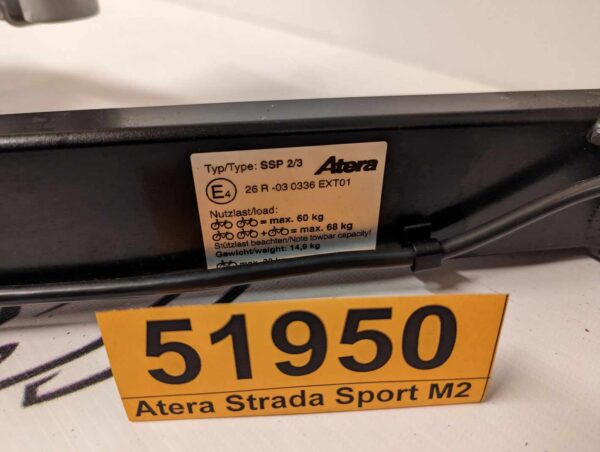 Typ/Type: SSP 2/3 Atera
E4 26 R -03 0336 EXT01
Nutzlast/load:
= max. 60 kg
+ = max. 68 kg
Stützlast beachten/Note towbar capacity!
Gewicht/weight: 14,9 kg
max.
51950
Atera Strada Sport M2